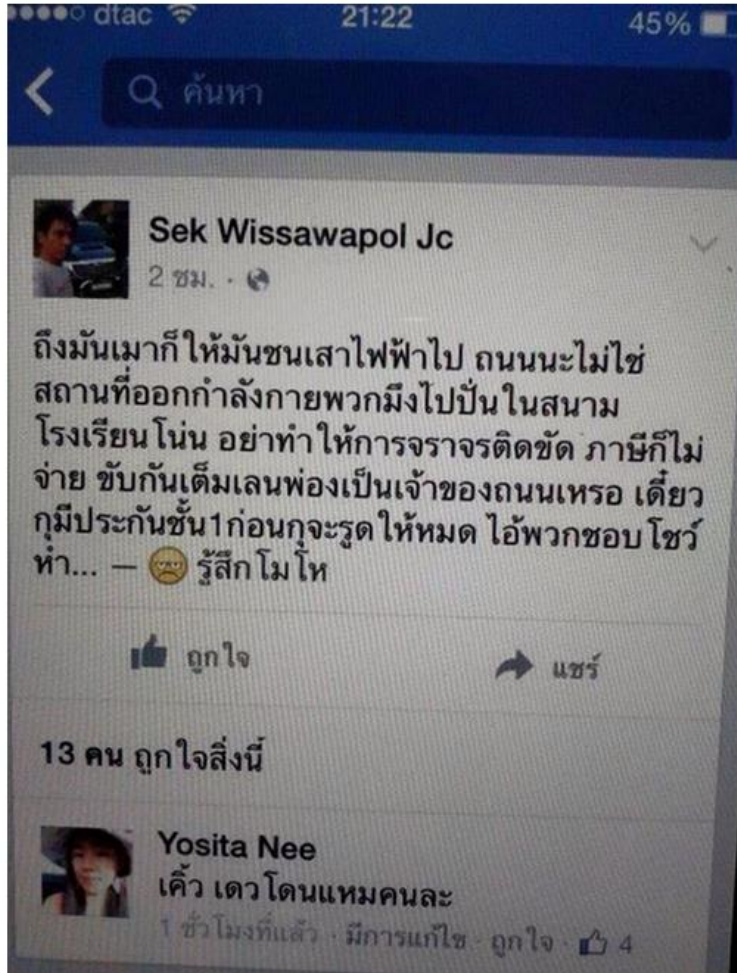 dtac 21:22 45%
ค้นหา
Sek Wissawapol Jc
2 ชม. ·
ถึงมันเมาก็ให้มันชนเสาไฟฟ้าไป ถนนนะไม่ไช่
สถานที่ออกกำลังกายพวกมึงไปปั่นในสนาม
โรงเรียนโน่น อย่าทำให้การจราจรติดขัด ภาษีก็ไม่
จ่าย ขับกันเต็มเลนพ่องเป็นเจ้าของถนนเหรอ เดี๋ยว
กุมีประกันชั้น1ก่อนกุจะรูดให้หมด ไอ้พวกชอบโชว์
หำ... — รู้สึกโมโห
ถูกใจ แชร์
13 คน ถูกใจสิ่งนี้
Yosita Nee
เคิ้ว เดวโดนแหมคนละ
1 ชั่วโมงที่แล้ว · มีการแก้ไข · ถูกใจ · 4